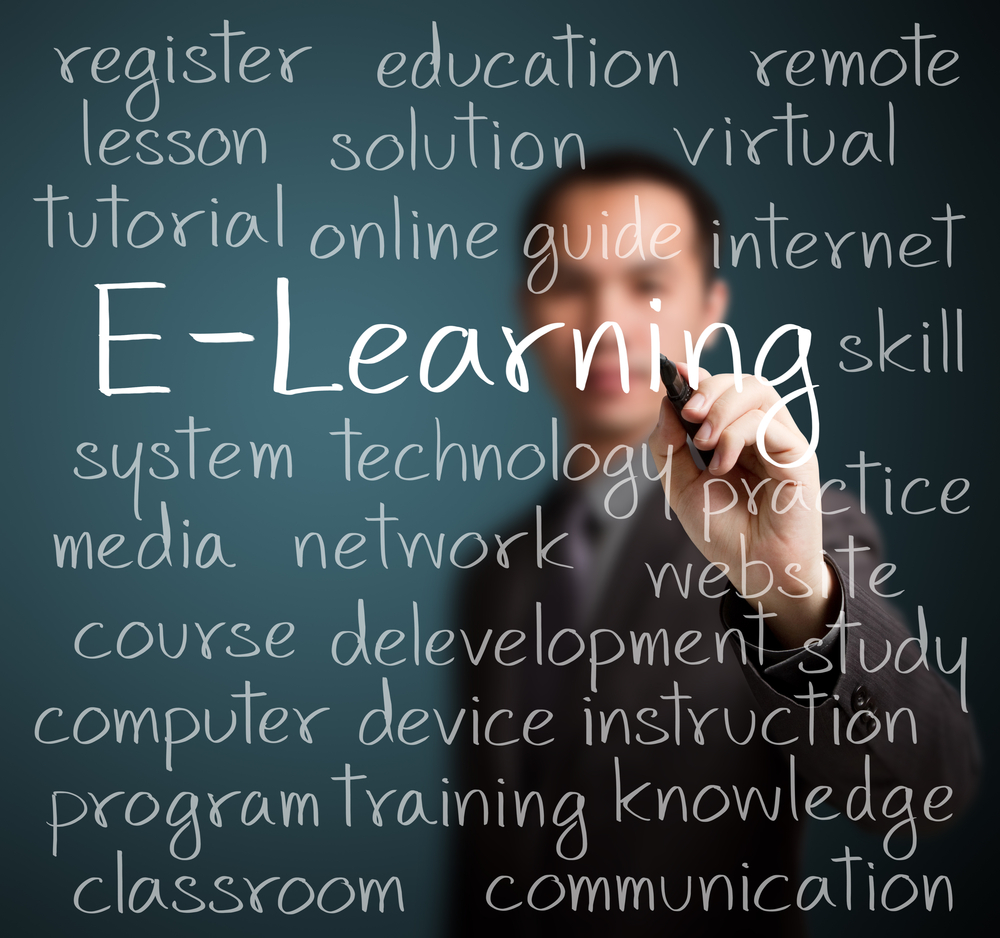 register education remote
lesson solution virtual
tutorial online guide internet
E-Learning skill
system technology practice
media network website
course delevelopment study
computer device instruction
program training knowledge
classroom communication